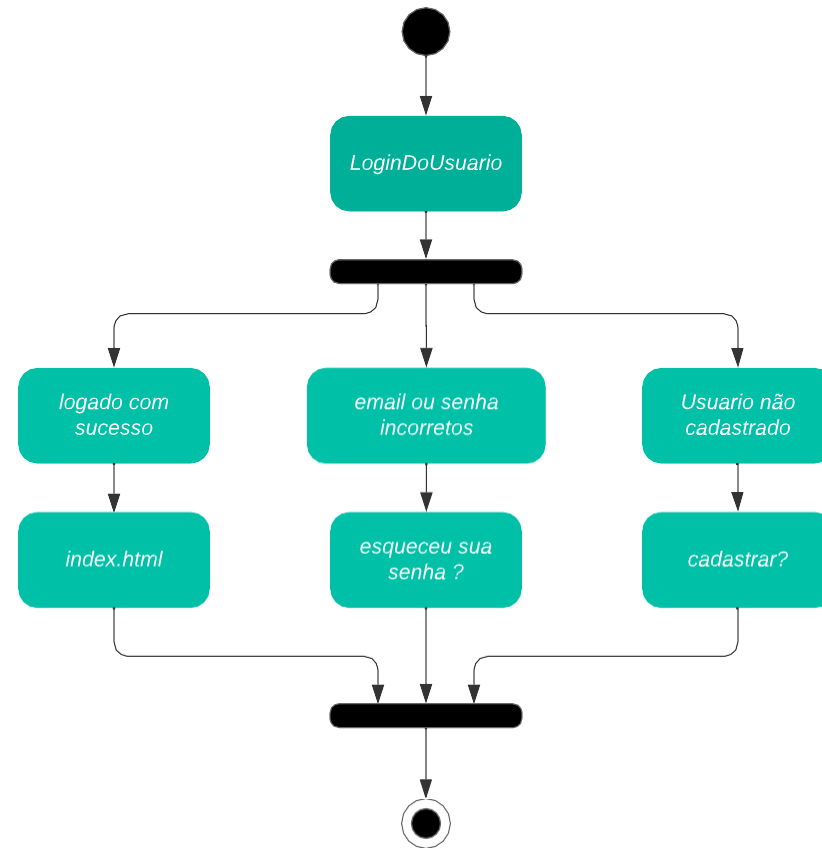 LoginDoUsuario
logado com
sucesso
email ou senha
incorretos
Usuario não
cadastrado
index.html
esqueceu sua
senha ?
cadastrar?